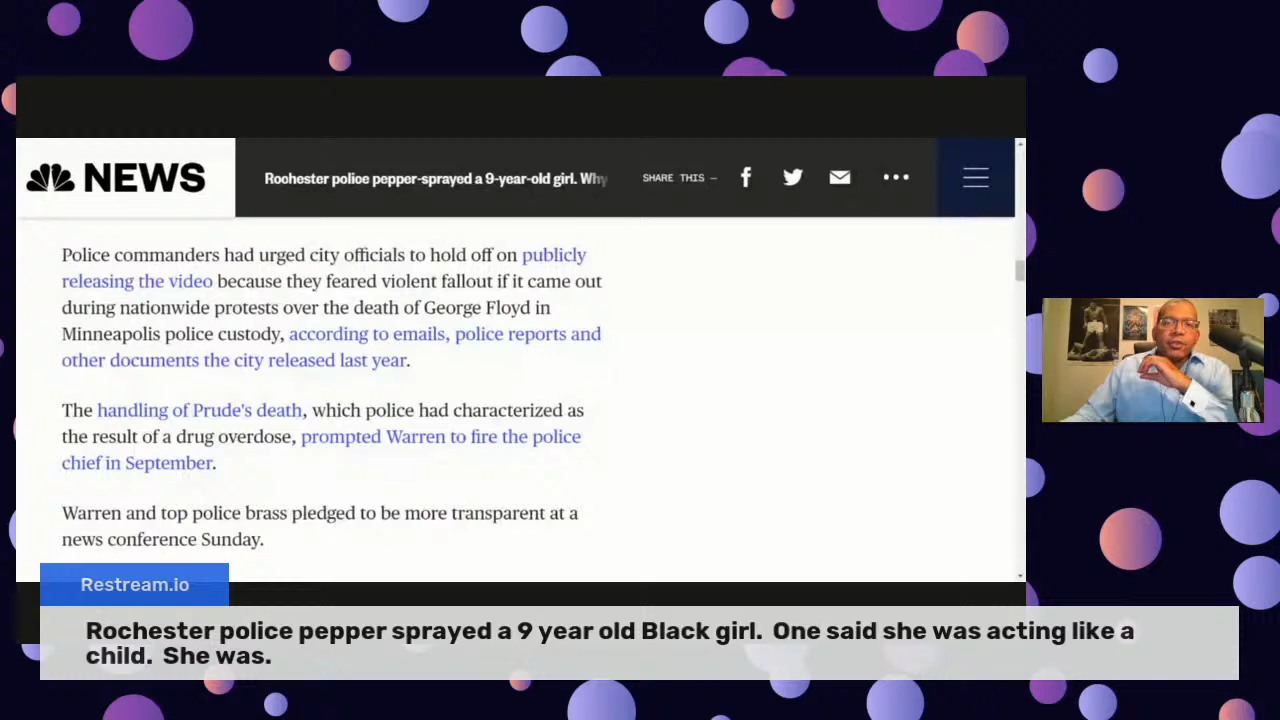 NEWS
Rochester police pepper-sprayed a 9-year-old girl. Why
SHARE THIS —
Police commanders had urged city officials to hold off on publicly
releasing the video because they feared violent fallout if it came out
during nationwide protests over the death of George Floyd in
Minneapolis police custody, according to emails, police reports and
other documents the city released last year.
The handling of Prude's death, which police had characterized as
the result of a drug overdose, prompted Warren to fire the police
chief in September.
Warren and top police brass pledged to be more transparent at a
news conference Sunday.
Restream.io
Rochester police pepper sprayed a 9 year old Black girl.  One said she was acting like a
child.  She was.